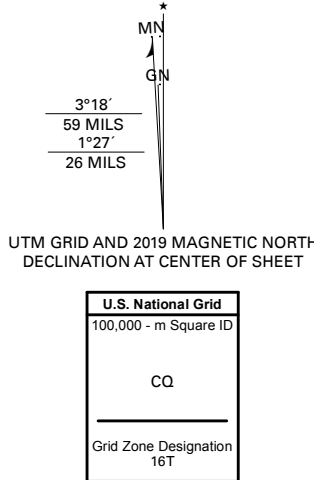 MN
GN
3°18´
59 MILS
1°27´
26 MILS
UTM GRID AND 2019 MAGNETIC NORTH
DECLINATION AT CENTER OF SHEET
U.S. National Grid
100,000 - m Square ID
CQ
Grid Zone Designation
16T